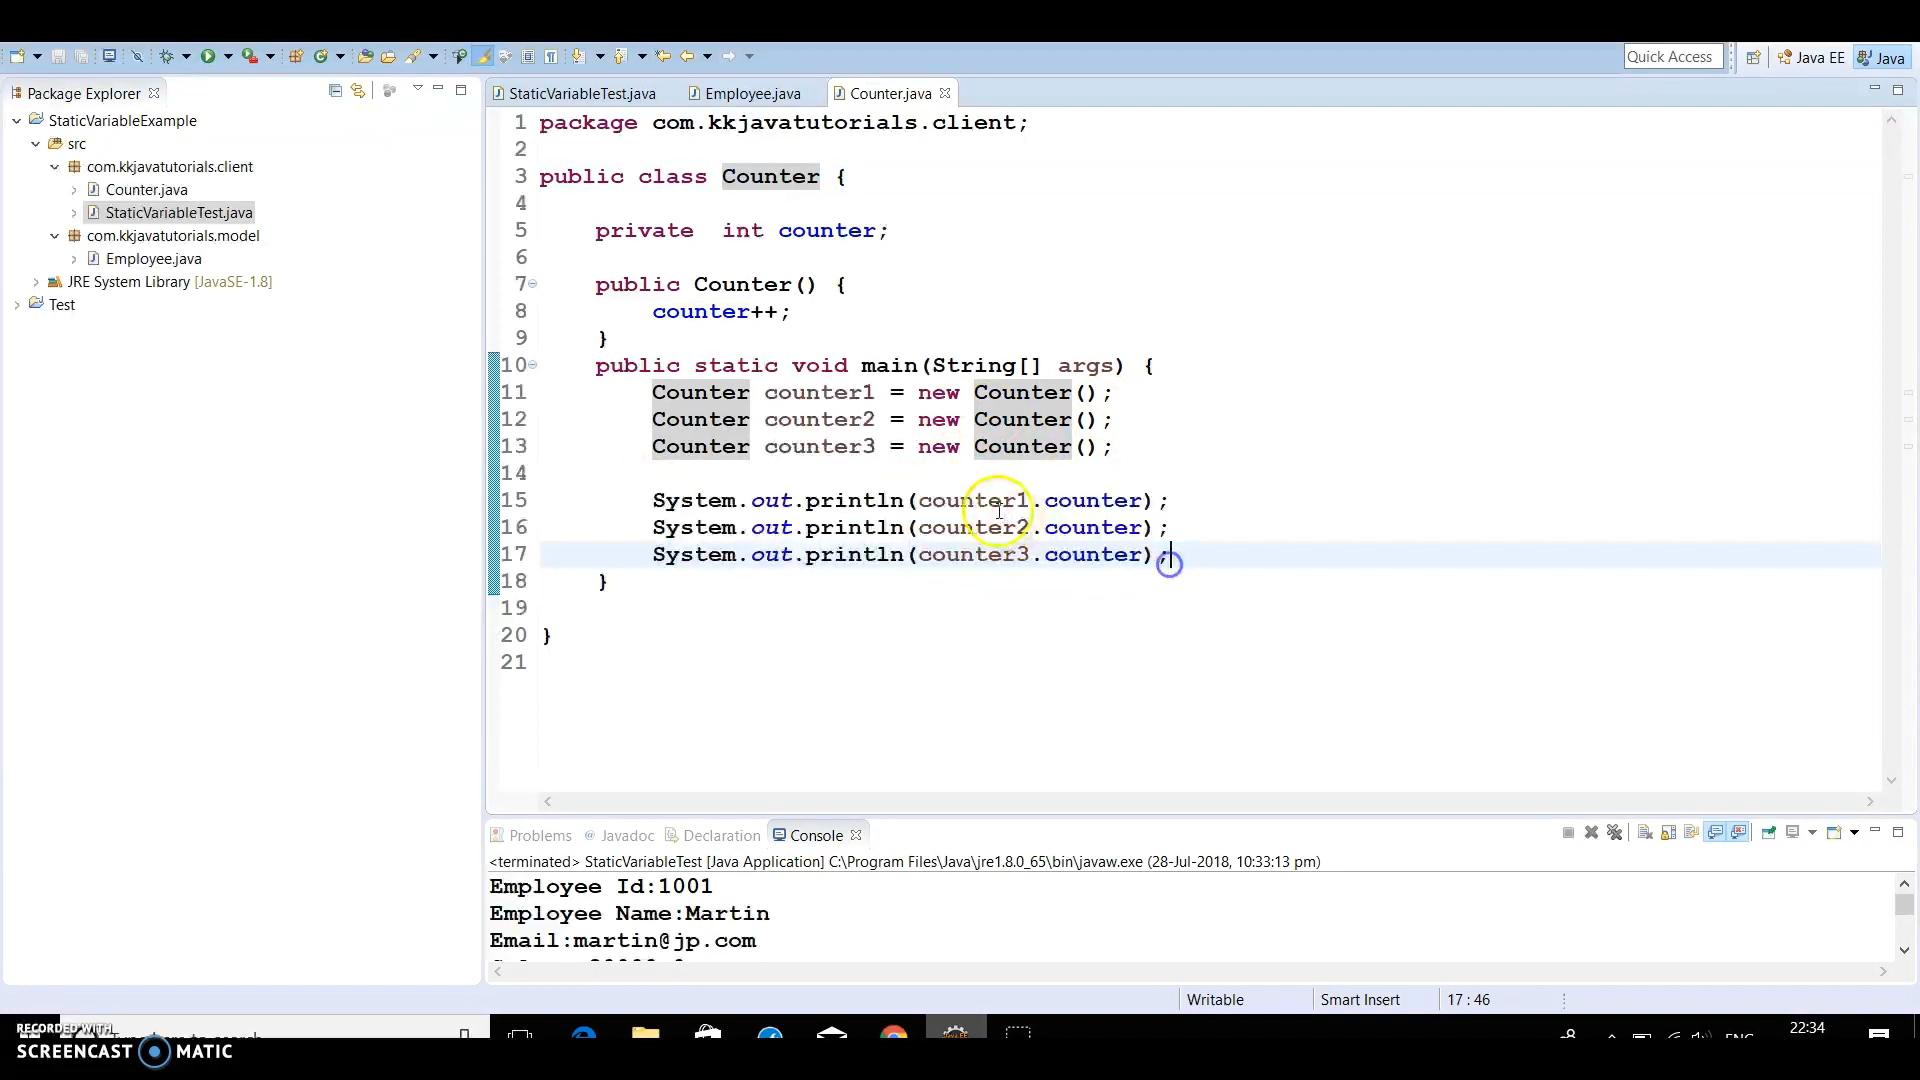 Quick Access
Java EE
Java
Package Explorer
StaticVariableExample
src
com.kkjavatutorials.client
Counter.java
StaticVariableTest.java
com.kkjavatutorials.model
Employee.java
JRE System Library [JavaSE-1.8]
Test
StaticVariableTest.java
Employee.java
Counter.java
1 package com.kkjavatutorials.client;
2
3 public class Counter {
4
5 private  int counter;
6
7 public Counter() {
8 counter++;
9 }
10 public static void main(String[] args) {
11 Counter counter1 = new Counter();
12 Counter counter2 = new Counter();
13 Counter counter3 = new Counter();
14
15 System.out.println(counter1.counter);
16 System.out.println(counter2.counter);
17 System.out.println(counter3.counter);
18 }
19
20 }
21
Problems
@ Javadoc
Declaration
Console
<terminated> StaticVariableTest [Java Application] C:\Program Files\Java\jre1.8.0_65\bin\javaw.exe (28-Jul-2018, 10:33:13 pm)
Employee Id:1001
Employee Name:Martin
Email:martin@jp.com
Writable
Smart Insert
17 : 46
RECORDED WITH
SCREENCAST MATIC
22:34